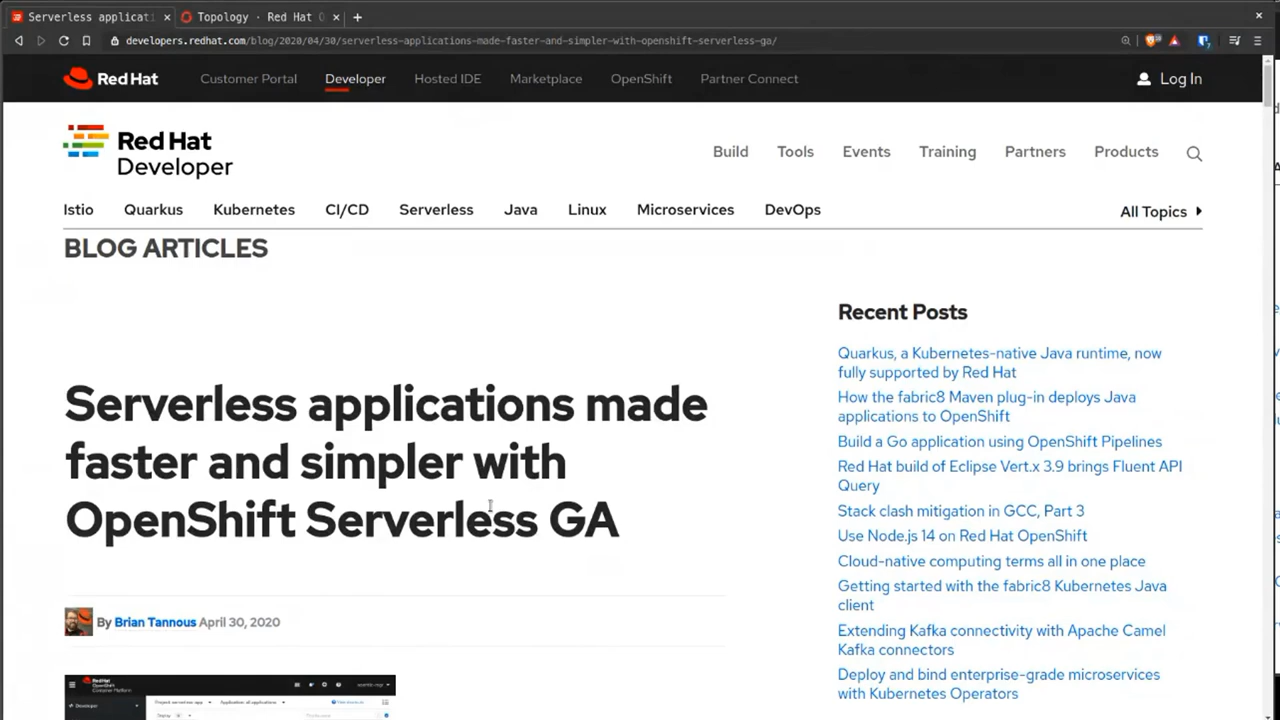 Serverless applicati
Topology · Red Hat O
developers.redhat.com/blog/2020/04/30/serverless-applications-made-faster-and-simpler-with-openshift-serverless-ga/
Red Hat
Customer Portal
Developer
Hosted IDE
Marketplace
OpenShift
Partner Connect
Log In
Red Hat
Developer
Build
Tools
Events
Training
Partners
Products
Istio
Quarkus
Kubernetes
CI/CD
Serverless
Java
Linux
Microservices
DevOps
All Topics
BLOG ARTICLES
Serverless applications made
faster and simpler with
OpenShift Serverless GA
By Brian Tannous April 30, 2020
Red Hat
OpenShift
Container Platform
Developer
Recent Posts
Quarkus, a Kubernetes-native Java runtime, now
fully supported by Red Hat
How the fabric8 Maven plug-in deploys Java
applications to OpenShift
Build a Go application using OpenShift Pipelines
Red Hat build of Eclipse Vert.x 3.9 brings Fluent API
Query
Stack clash mitigation in GCC, Part 3
Use Node.js 14 on Red Hat OpenShift
Cloud-native computing terms all in one place
Getting started with the fabric8 Kubernetes Java
client
Extending Kafka connectivity with Apache Camel
Kafka connectors
Deploy and bind enterprise-grade microservices
with Kubernetes Operators